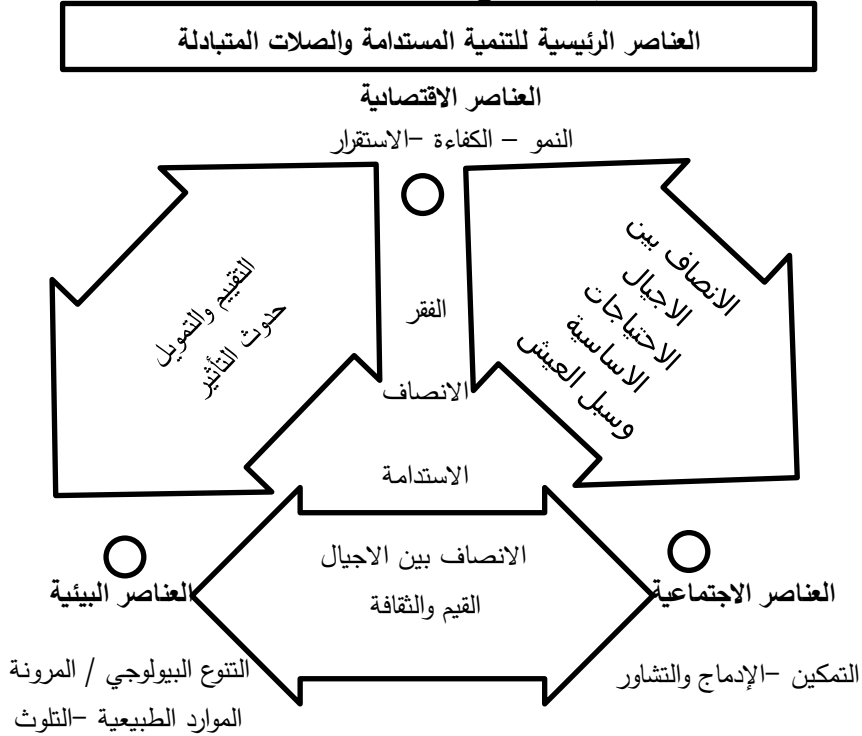 العناصر الرئيسية للتنمية المستدامة والصلات المتبادلة
العناصر الاقتصادية
النمو – الكفاءة –الاستقرار
الانصاف بين
الاجيال
الاحتياجات
الاساسية
وسبل العيش
التقييم والتمويل
حدوث التأثير
الفقر
الانصاف
الاستدامة
الانصاف بين الاجيال
القيم والثقافة
العناصر الاجتماعية
التمكين –الإدماج والتشاور
العناصر البيئية
التنوع البيولوجي / المرونة
الموارد الطبيعية –التلوث